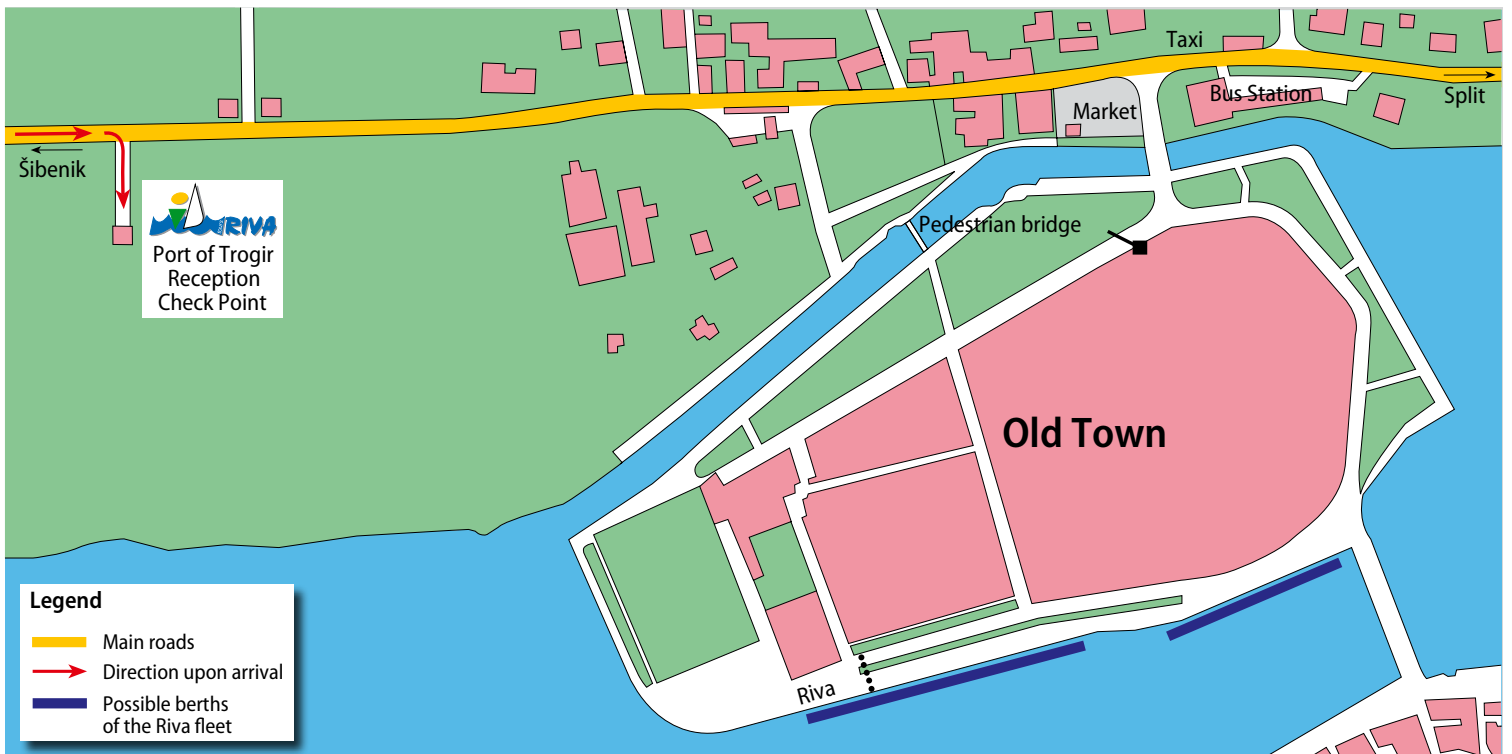 Taxi
Bus Station
Split
Market
Šibenik
RIVA
Port of Trogir
Reception
Check Point
Pedestrian bridge
Old Town
Riva
Legend
Main roads
Direction upon arrival
Possible berths
of the Riva fleet